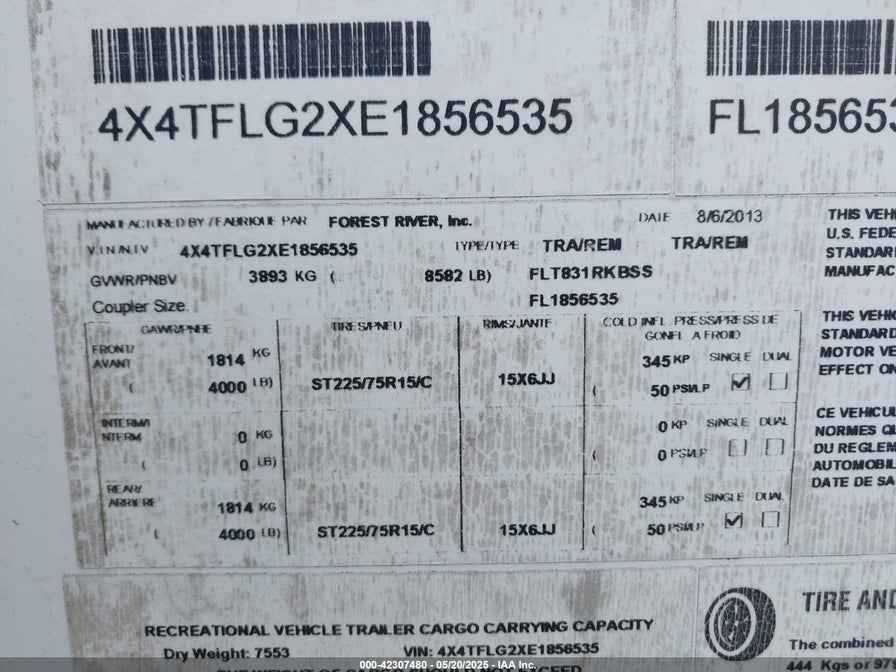 4X4TFLG2XE1856535
FL185653
MANUFACTURED BY / FABRIQUE PAR FOREST RIVER, Inc. DATE 8/6/2013
V.I.N./N.I.V 4X4TFLG2XE1856535 TYPE/TYPE TRA/REM TRA/REM
GVWR/PNBV 3893 KG ( 8582 LB) FLT831RKBSS
Coupler Size. FL1856535
GAWR/PNBE TIRES/PNEU RIMS/JANTE COLD INFL. PRESS/PRESS DE
GONFL. A FROID
FRONT/
AVANT 1814 KG 345 KP SINGLE DUAL
( 4000 LB) ST225/75R15/C 15X6JJ ( 50 PSI/LP
INTERM/
INTERM 0 KG 0 KP SINGLE DUAL
( 0 LB) ( 0 PSI/LP
REAR/
ARRIERE 1814 KG 345 KP SINGLE DUAL
( 4000 LB) ST225/75R15/C 15X6JJ ( 50 PSI/LP
THIS VEHI
U.S. FEDE
STANDARD
MANUFAC
THIS VEHIC
STANDARD
MOTOR VE
EFFECT ON
CE VEHICUL
NORMES QU
DU REGLEM
AUTOMOBIL
DATE DE SA
RECREATIONAL VEHICLE TRAILER CARGO CARRYING CAPACITY
Dry Weight: 7553 VIN: 4X4TFLG2XE1856535
TIRE AND
The combined
444 Kgs or
000-42307480 - 05/20/2025 - IAA Inc.